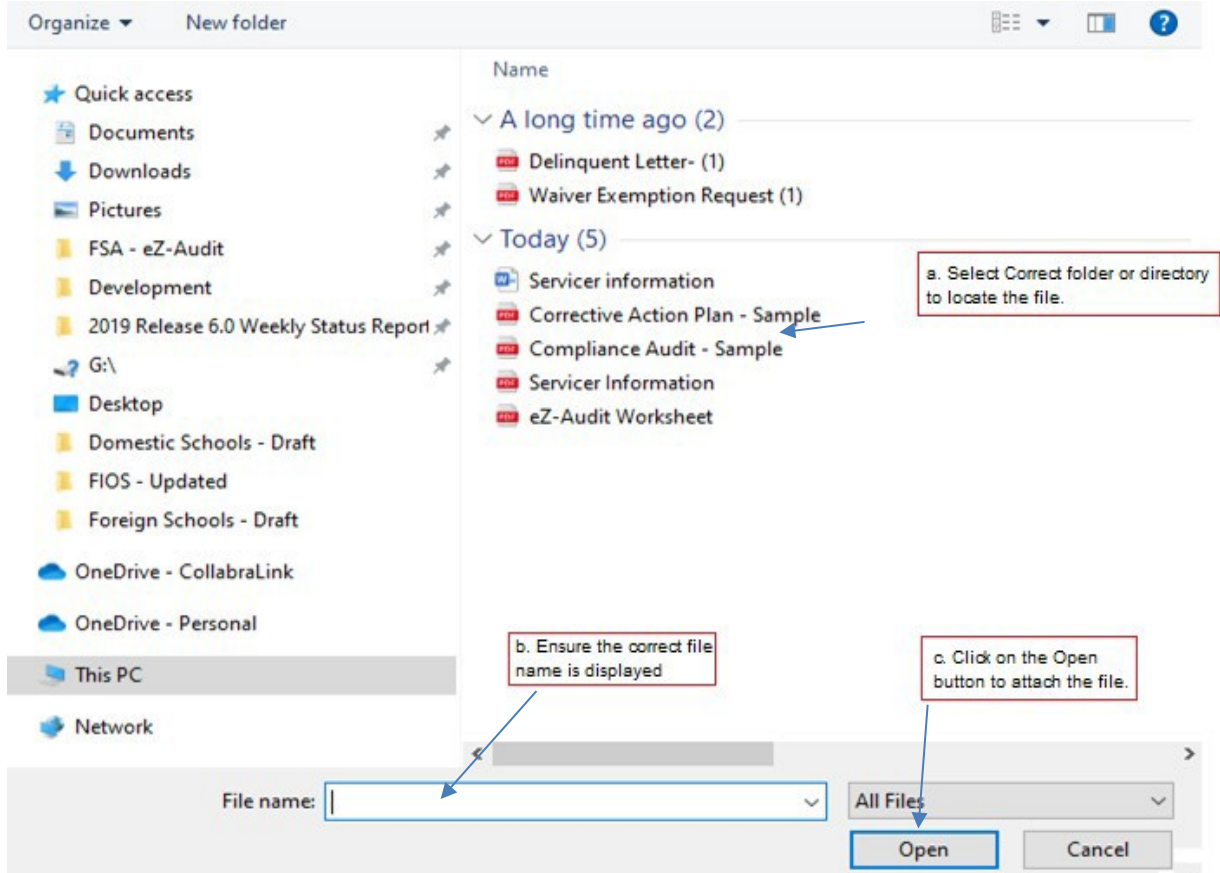 Organize New folder
Name
Quick access
Documents
Downloads
Pictures
FSA - eZ-Audit
Development
2019 Release 6.0 Weekly Status Report
G:\
Desktop
Domestic Schools - Draft
FIOS - Updated
Foreign Schools - Draft
OneDrive - CollabraLink
OneDrive - Personal
This PC
Network
A long time ago (2)
Delinquent Letter- (1)
Waiver Exemption Request (1)
Today (5)
Servicer information
Corrective Action Plan - Sample
Compliance Audit - Sample
Servicer Information
eZ-Audit Worksheet
a. Select Correct folder or directory
to locate the file.
b. Ensure the correct file
name is displayed
c. Click on the Open
button to attach the file.
File name:
All Files
Open Cancel